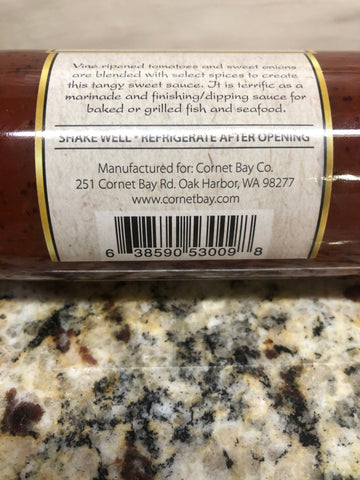 Vine ripened tomatoes and sweet onions
are blended with select spices to create
this tangy sweet sauce. It is terrific as a
marinade and finishing/dipping sauce for
baked or grilled fish and seafood.
SHAKE WELL • REFRIGERATE AFTER OPENING
Manufactured for: Cornet Bay Co.
251 Cornet Bay Rd. Oak Harbor, WA 98277
www.cornetbay.com
6 38590 53009 8